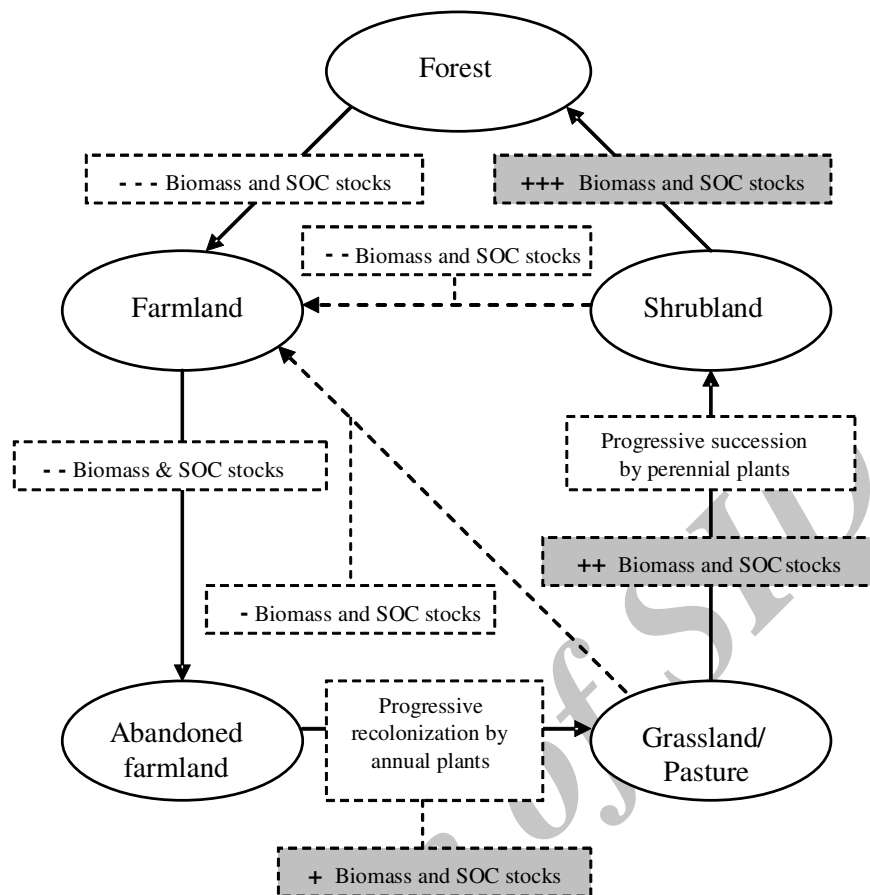 Forest
- - - Biomass and SOC stocks
+++ Biomass and SOC stocks
- - Biomass and SOC stocks
Farmland
Shrubland
Progressive succession
by perennial plants
- - Biomass & SOC stocks
++ Biomass and SOC stocks
- Biomass and SOC stocks
Progressive
recolonization by
annual plants
Abandoned
farmland
Grassland/
Pasture
+ Biomass and SOC stocks
of SID